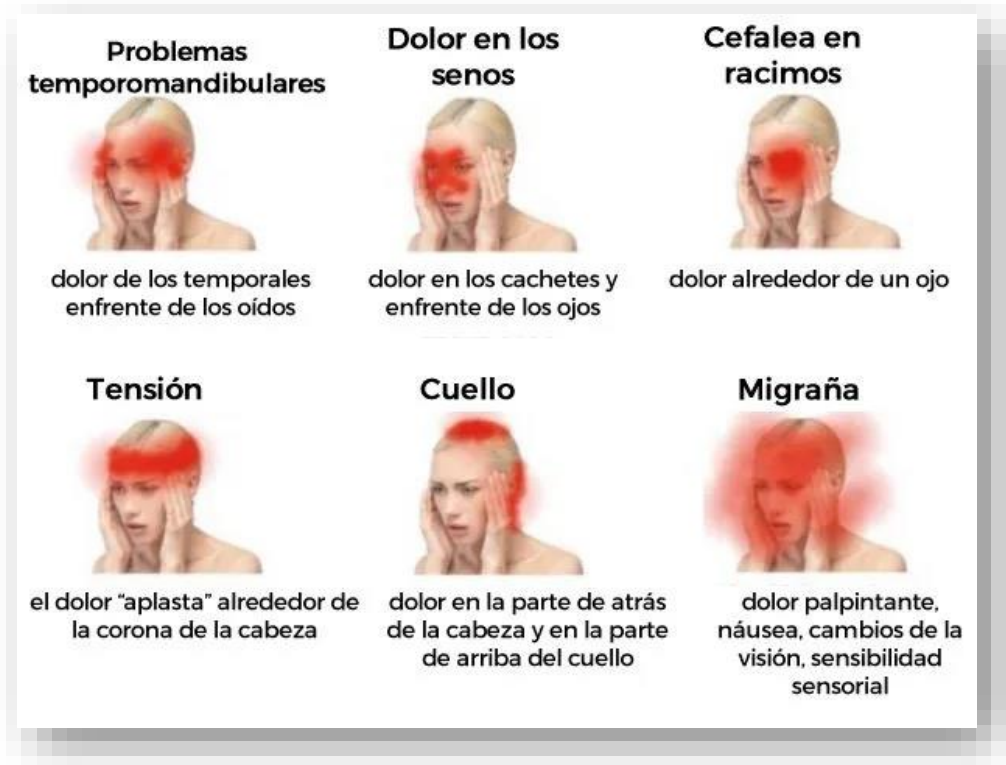 Problemas
temporomandibulares
dolor de los temporales
enfrente de los oídos
Dolor en los
senos
dolor en los cachetes y
enfrente de los ojos
Cefalea en
racimos
dolor alrededor de un ojo
Tensión
el dolor “aplasta” alrededor de
la corona de la cabeza
Cuello
dolor en la parte de atrás
de la cabeza y en la parte
de arriba del cuello
Migraña
dolor palpintante,
náusea, cambios de la
visión, sensibilidad
sensorial